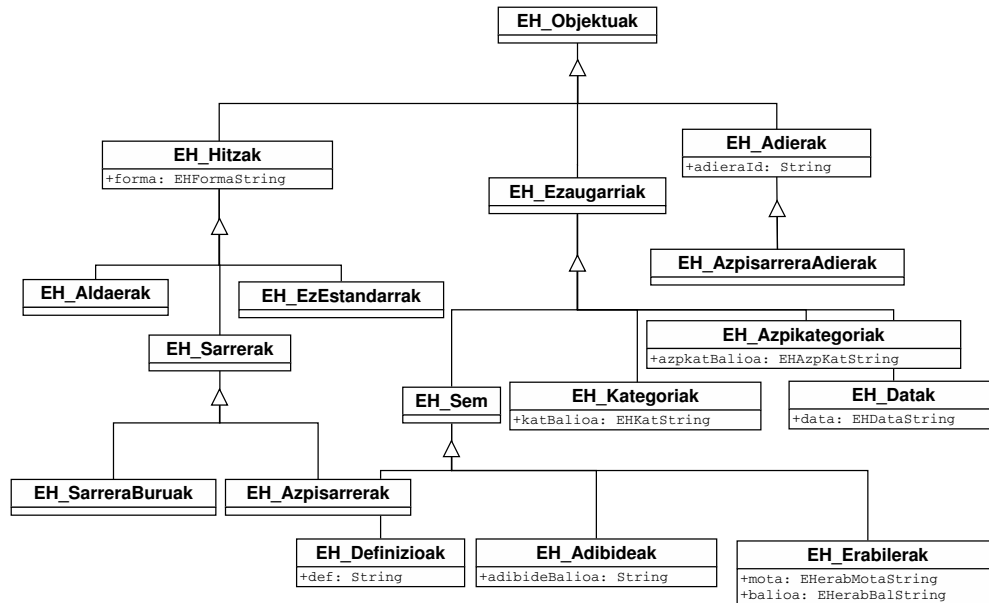 EH_Objektuak
EH_Hitzak
+forma: EHFormaString
EH_Adierak
+adieraId: String
EH_Ezaugarriak
EH_AzpisarreraAdierak
EH_Aldaerak
EH_EzEstandarrak
EH_Sarrerak
EH_Azpikategoriak
+azpkatBalioa: EHAzpKatString
EH_Sem
EH_Kategoriak
+katBalioa: EHKatString
EH_Datak
+data: EHDataString
EH_SarreraBuruak
EH_Azpisarrerak
EH_Definizioak
+def: String
EH_Adibideak
+adibideBalioa: String
EH_Erabilerak
+mota: EHerabMotaString
+balioa: EHerabBalString